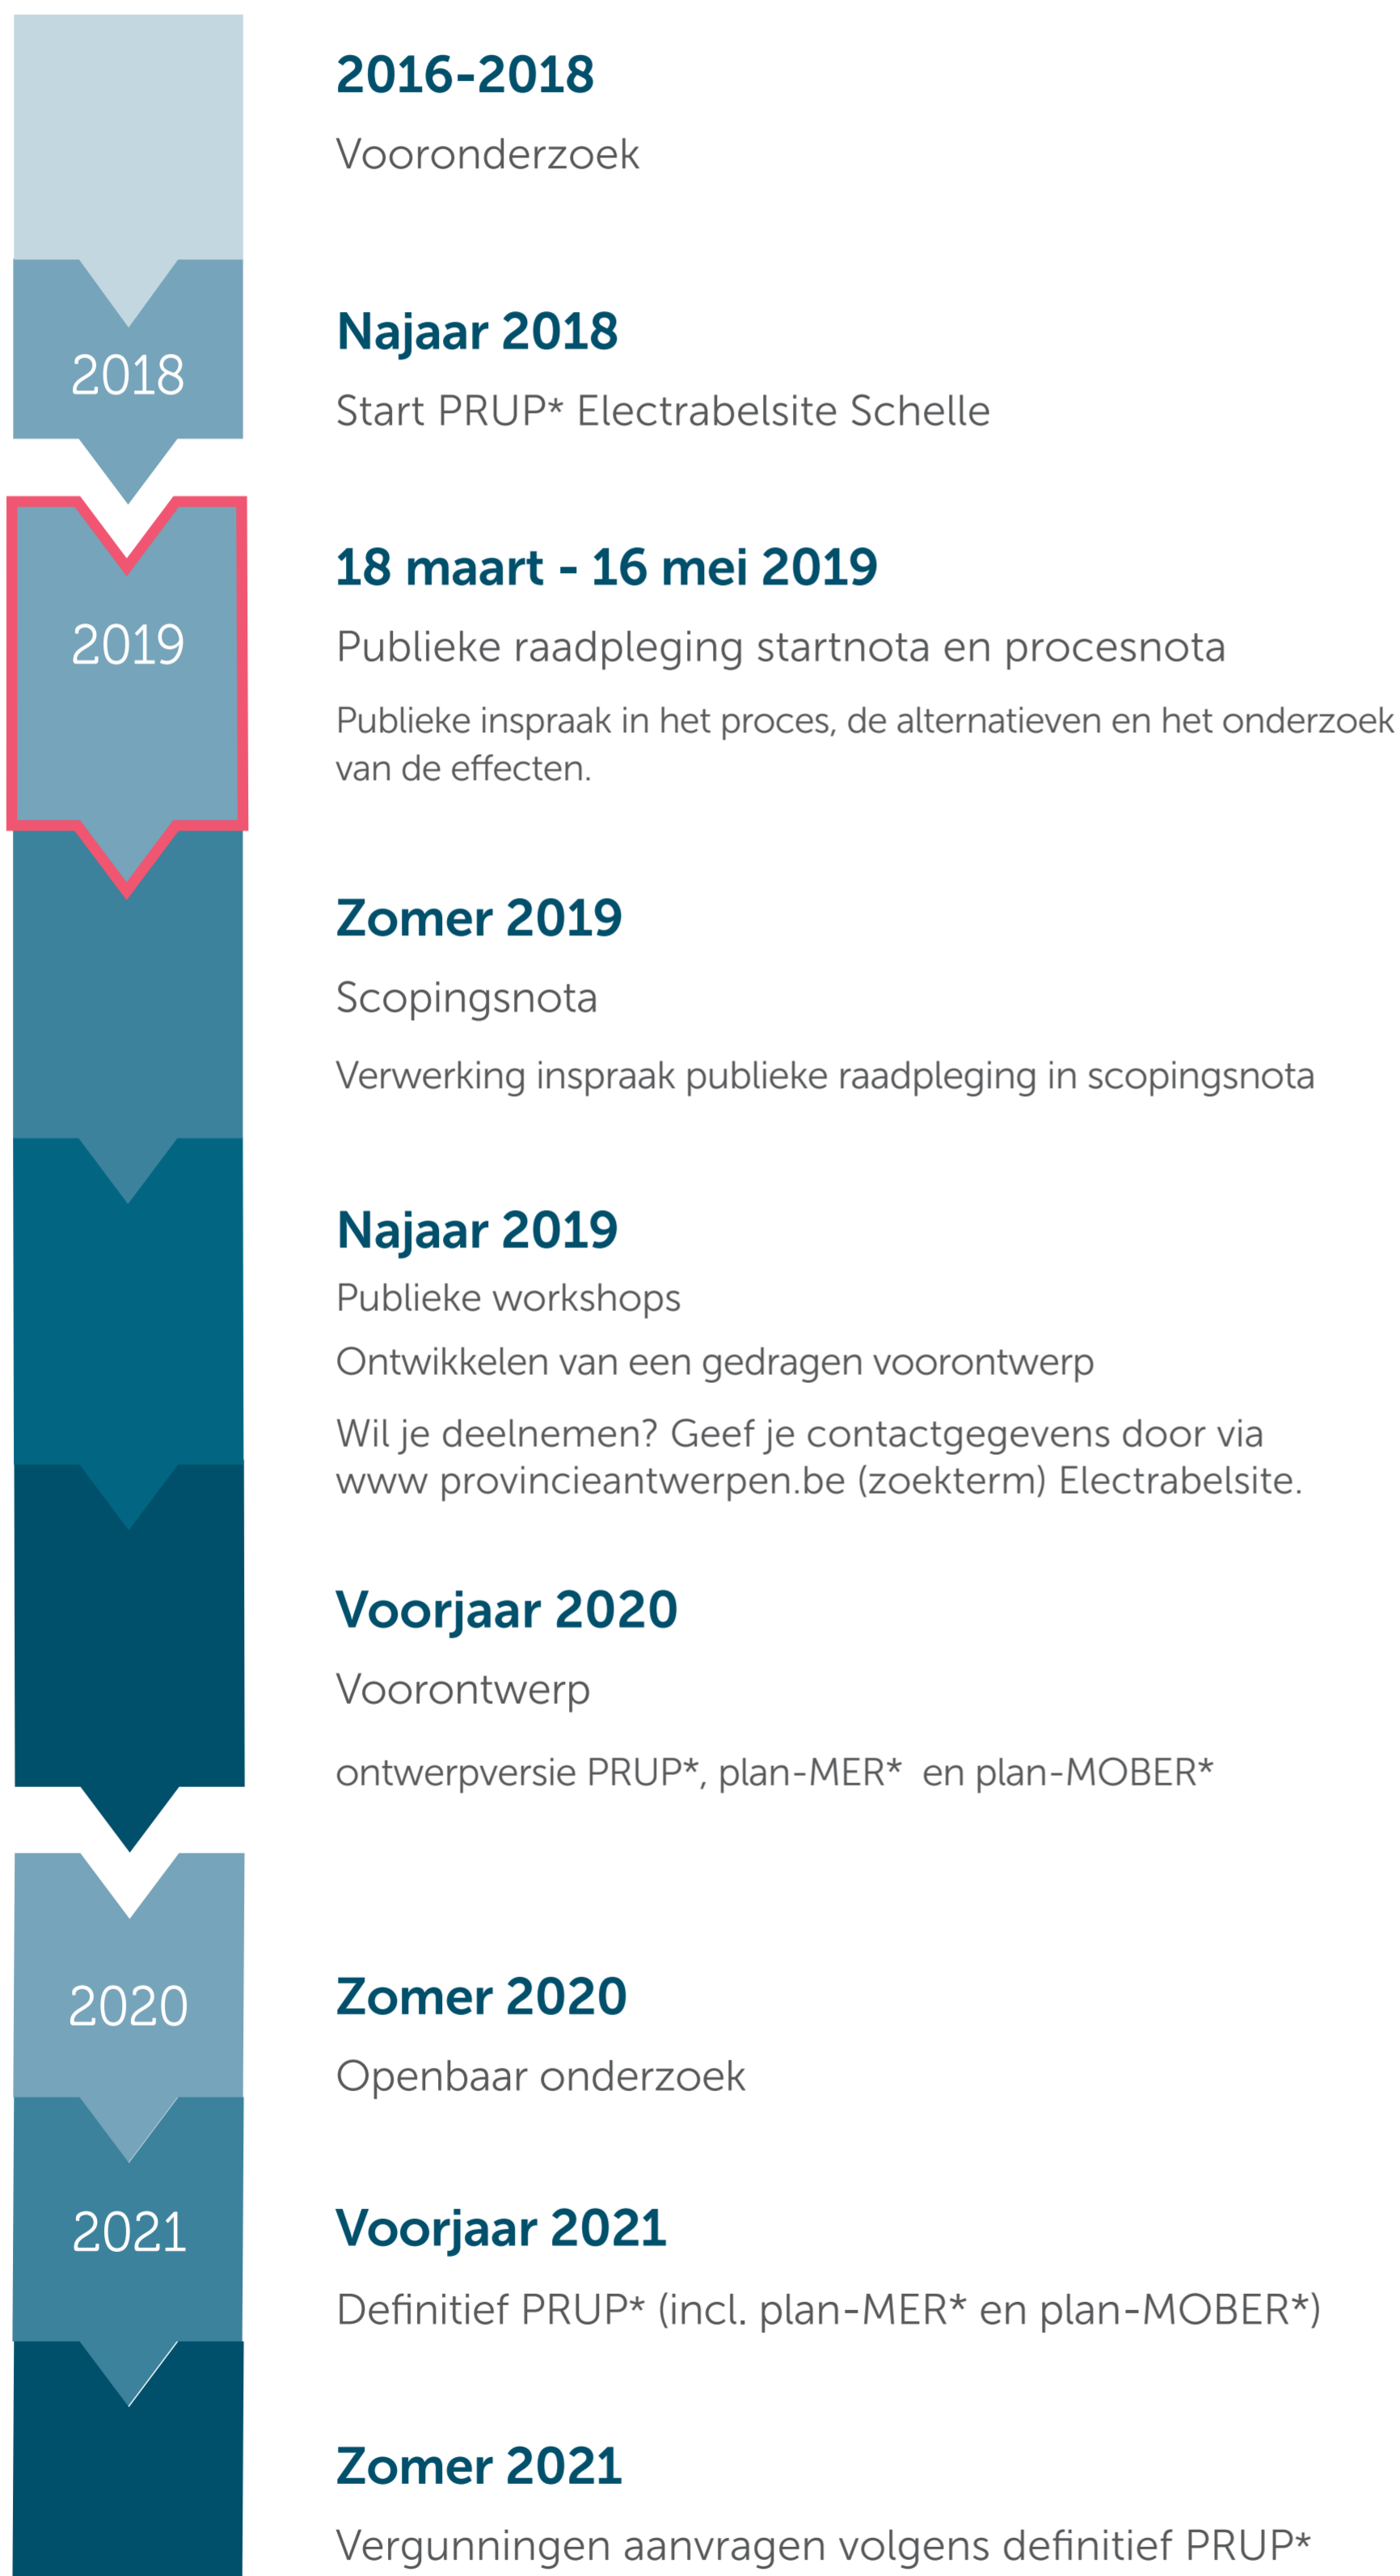 2016-2018
Vooronderzoek
2018
Najaar 2018
Start PRUP* Electrabelsite Schelle
2019
18 maart - 16 mei 2019
Publieke raadpleging startnota en procesnota
Publieke inspraak in het proces, de alternatieven en het onderzoek
van de effecten.
Zomer 2019
Scopingsnota
Verwerking inspraak publieke raadpleging in scopingsnota
Najaar 2019
Publieke workshops
Ontwikkelen van een gedragen voorontwerp
Wil je deelnemen? Geef je contactgegevens door via
www provincieantwerpen.be (zoekterm) Electrabelsite.
Voorjaar 2020
Voorontwerp
ontwerpversie PRUP*, plan-MER* en plan-MOBER*
2020
Zomer 2020
Openbaar onderzoek
2021
Voorjaar 2021
Definitief PRUP* (incl. plan-MER* en plan-MOBER*)
Zomer 2021
Vergunningen aanvragen volgens definitief PRUP*